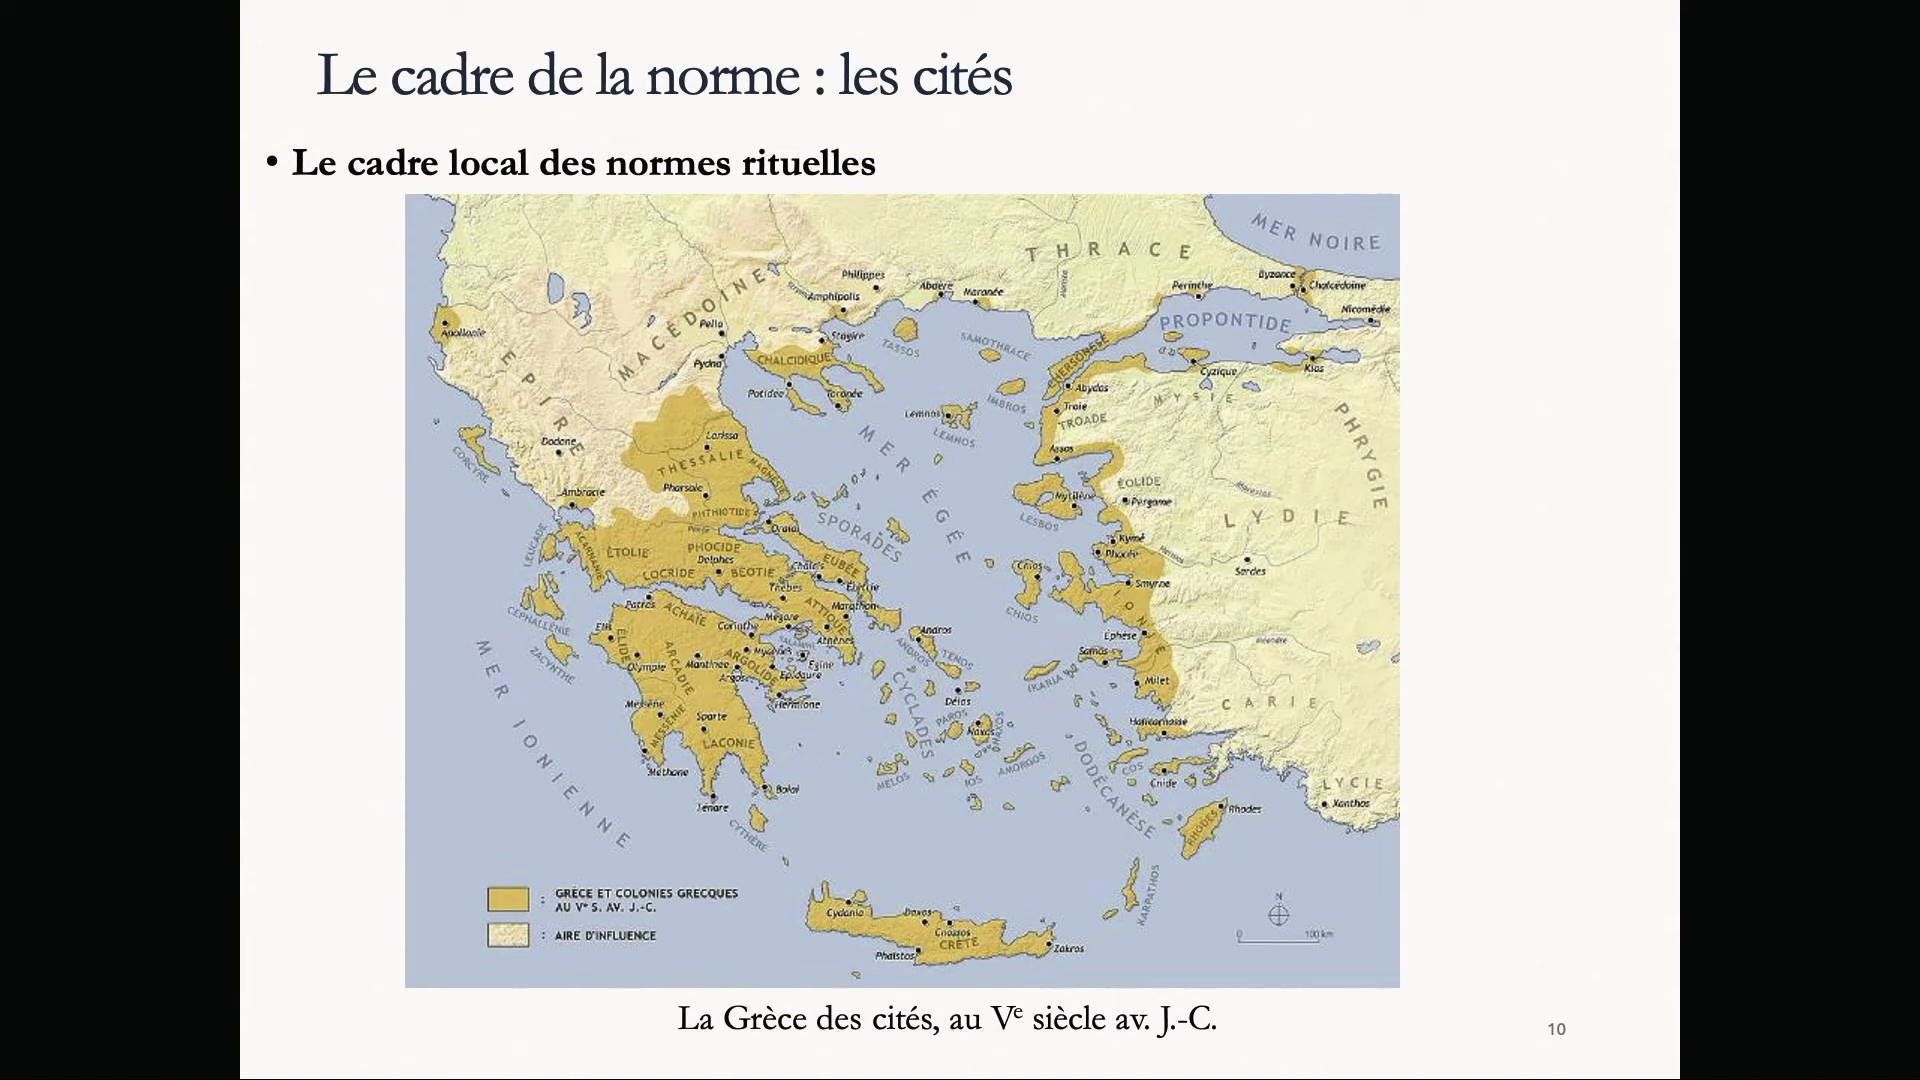 Le cadre de la norme : les cités
• Le cadre local des normes rituelles
MER NOIRE
THRACE
Byzance
Chalcédoine
Philippes
Abdère
Maronée
Périnthe
Amphipolis
Nicomédie
MACÉDOINE
PROPONTIDE
Apollonie
Pella
Stagire
TASSOS
SAMOTHRACE
CHERSONÈSE
ÉPIRE
Pydna
CHALCIDIQUE
Cyzique
Kios
Potidée
Toronée
IMBROS
Abydos
MYSIE
PHRYGIE
Lemnos
LEMNOS
Troie
TROADE
MER ÉGÉE
Dodone
Larissa
THESSALIE
MAGNÉSIE
Assos
CORCYRE
Ambracie
Pharsale
ÉOLIDE
Mytilène
Pergame
LESBOS
LYDIE
PHTHIOTIDE
SPORADES
LEUCADE
ACARNANIE
ÉTOLIE
PHOCIDE
Delphes
Kymé
Phocée
LOCRIDE
BÉOTIE
Chalcis
EUBÉE
Érétrie
Chios
CHIOS
Sardes
Smyrne
Thèbes
CÉPHALLÉNIE
Patras
ACHAÏE
Marathon
ATTIQUE
Mégare
Corinthe
Athènes
IONIE
Elis
ÉLIDE
ZACYNTHE
Olympie
ARCADIE
Mantinée
Mycènes
ARGOLIDE
Argos
Égine
Épidaure
Hermione
Andros
ANDROS
TENOS
Éphèse
Samos
IKARIA
Milet
MER IONIENNE
Messène
MESSÉNIE
Sparte
LACONIE
CYCLADES
Délos
PAROS
Naxos
NAXOS
CARIE
Halicarnasse
Méthone
MELOS
IOS
AMORGOS
DODÉCANÈSE
COS
Cnide
LYCIE
Xanthos
Ténare
CYTHÈRE
Rhodes
RHODES
KARPATHOS
: GRÈCE ET COLONIES GRECQUES
AU Vᵉ S. AV. J.-C.
: AIRE D'INFLUENCE
Cydonia
Cnossos
CRÈTE
Phaistos
Zakros
N
0 100 km
La Grèce des cités, au Vᵉ siècle av. J.-C.
10